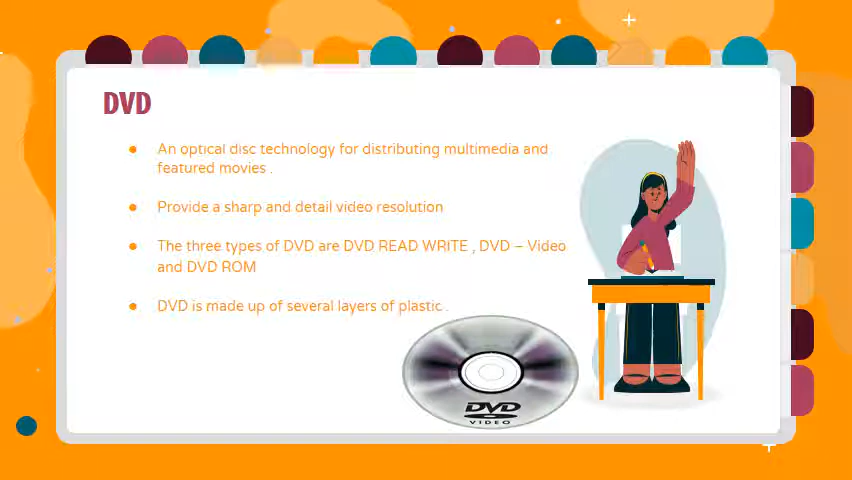 DVD
An optical disc technology for distributing multimedia and
featured movies .
Provide a sharp and detail video resolution
The three types of DVD are DVD READ WRITE , DVD – Video
and DVD ROM
DVD is made up of several layers of plastic .
DVD
VIDEO